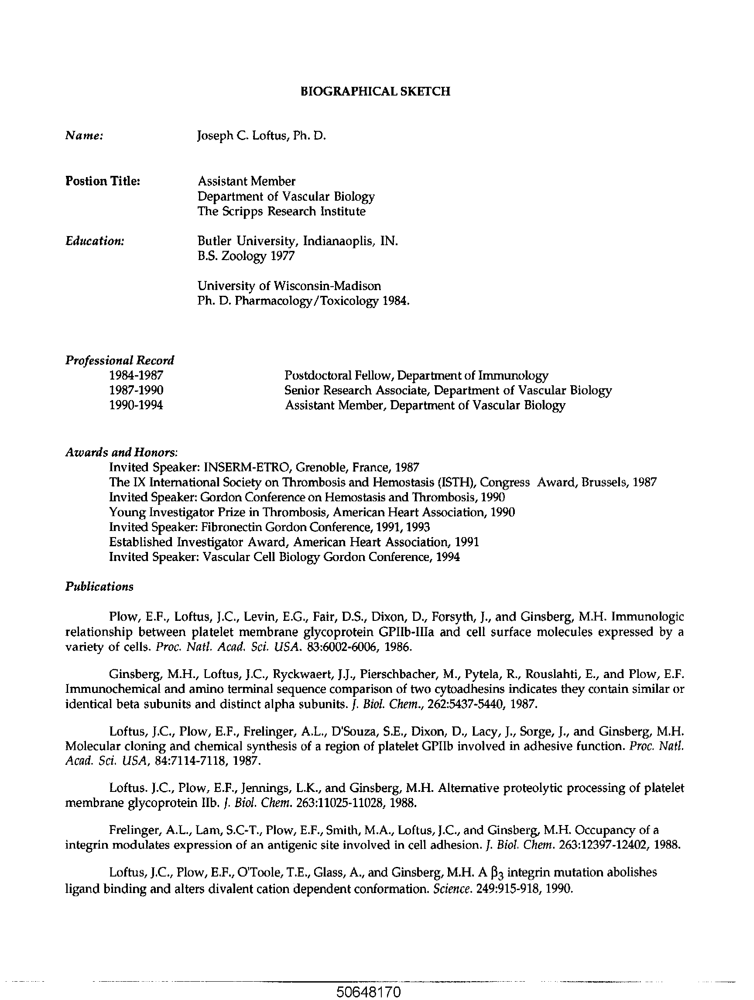 BIOGRAPHICAL SKETCH
Name: Joseph C. Loftus, Ph. D.
Postion Title: Assistant Member
Department of Vascular Biology
The Scripps Research Institute
Education: Butler University, Indianaoplis, IN.
B.S. Zoology 1977
University of Wisconsin-Madison
Ph. D. Pharmacology/Toxicology 1984.
Professional Record
1984-1987 Postdoctoral Fellow, Department of Immunology
1987-1990 Senior Research Associate, Department of Vascular Biology
1990-1994 Assistant Member, Department of Vascular Biology
Awards and Honors:
Invited Speaker: INSERM-ETRO, Grenoble, France, 1987
The IX International Society on Thrombosis and Hemostasis (ISTH), Congress Award, Brussels, 1987
Invited Speaker: Gordon Conference on Hemostasis and Thrombosis, 1990
Young Investigator Prize in Thrombosis, American Heart Association, 1990
Invited Speaker: Fibronectin Gordon Conference, 1991, 1993
Established Investigator Award, American Heart Association, 1991
Invited Speaker: Vascular Cell Biology Gordon Conference, 1994
Publications
Plow, E.F., Loftus, J.C., Levin, E.G., Fair, D.S., Dixon, D., Forsyth, J., and Ginsberg, M.H. Immunologic
relationship between platelet membrane glycoprotein GPIIb-IIIa and cell surface molecules expressed by a
variety of cells. Proc. Natl. Acad. Sci. USA. 83:6002-6006, 1986.
Ginsberg, M.H., Loftus, J.C., Ryckwaert, J.J., Pierschbacher, M., Pytela, R., Rouslahti, E., and Plow, E.F.
Immunochemical and amino terminal sequence comparison of two cytoadhesins indicates they contain similar or
identical beta subunits and distinct alpha subunits. J. Biol. Chem., 262:5437-5440, 1987.
Loftus, J.C., Plow, E.F., Frelinger, A.L., D'Souza, S.E., Dixon, D., Lacy, J., Sorge, J., and Ginsberg, M.H.
Molecular cloning and chemical synthesis of a region of platelet GPIIb involved in adhesive function. Proc. Natl.
Acad. Sci. USA, 84:7114-7118, 1987.
Loftus. J.C., Plow, E.F., Jennings, L.K., and Ginsberg, M.H. Alternative proteolytic processing of platelet
membrane glycoprotein IIb. J. Biol. Chem. 263:11025-11028, 1988.
Frelinger, A.L., Lam, S.C-T., Plow, E.F., Smith, M.A., Loftus, J.C., and Ginsberg, M.H. Occupancy of a
integrin modulates expression of an antigenic site involved in cell adhesion. J. Biol. Chem. 263:12397-12402, 1988.
Loftus, J.C., Plow, E.F., O'Toole, T.E., Glass, A., and Ginsberg, M.H. A β3 integrin mutation abolishes
ligand binding and alters divalent cation dependent conformation. Science. 249:915-918, 1990.
50648170